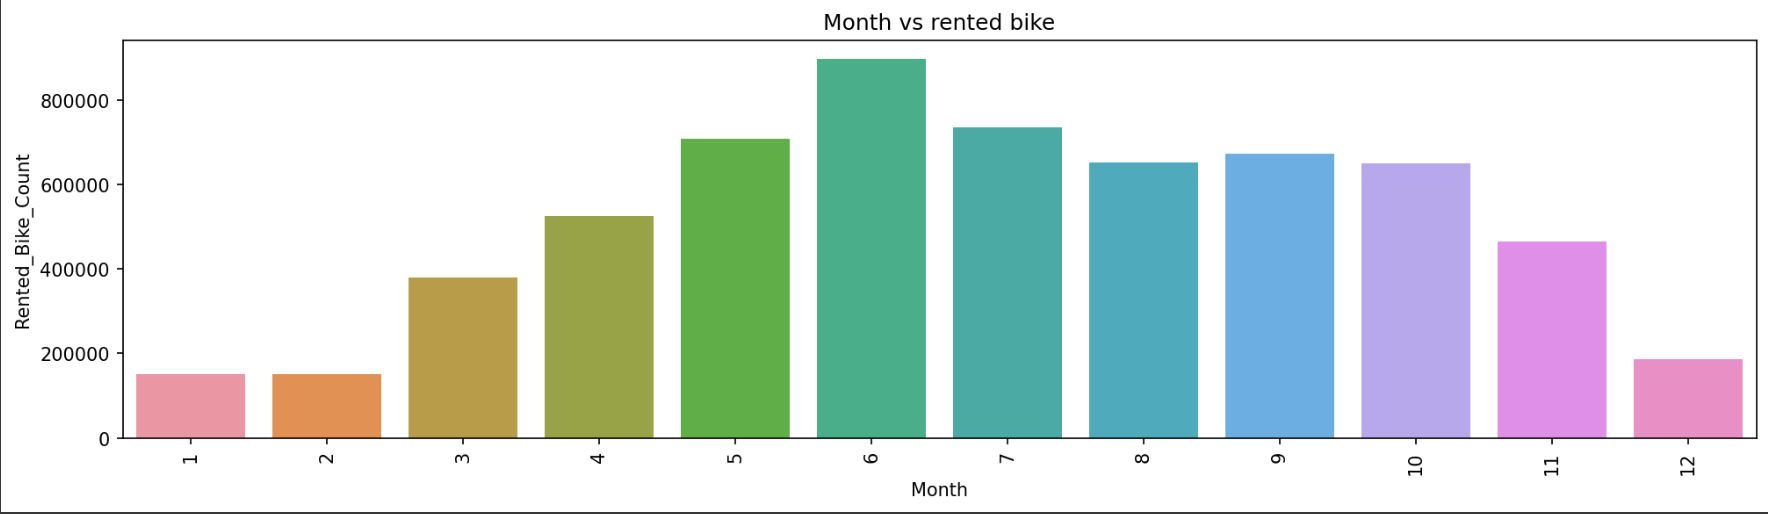 Month vs rented bike
Rented_Bike_Count
800000
600000
400000
200000
0
1 2 3 4 5 6 7 8 9 10 11 12
Month